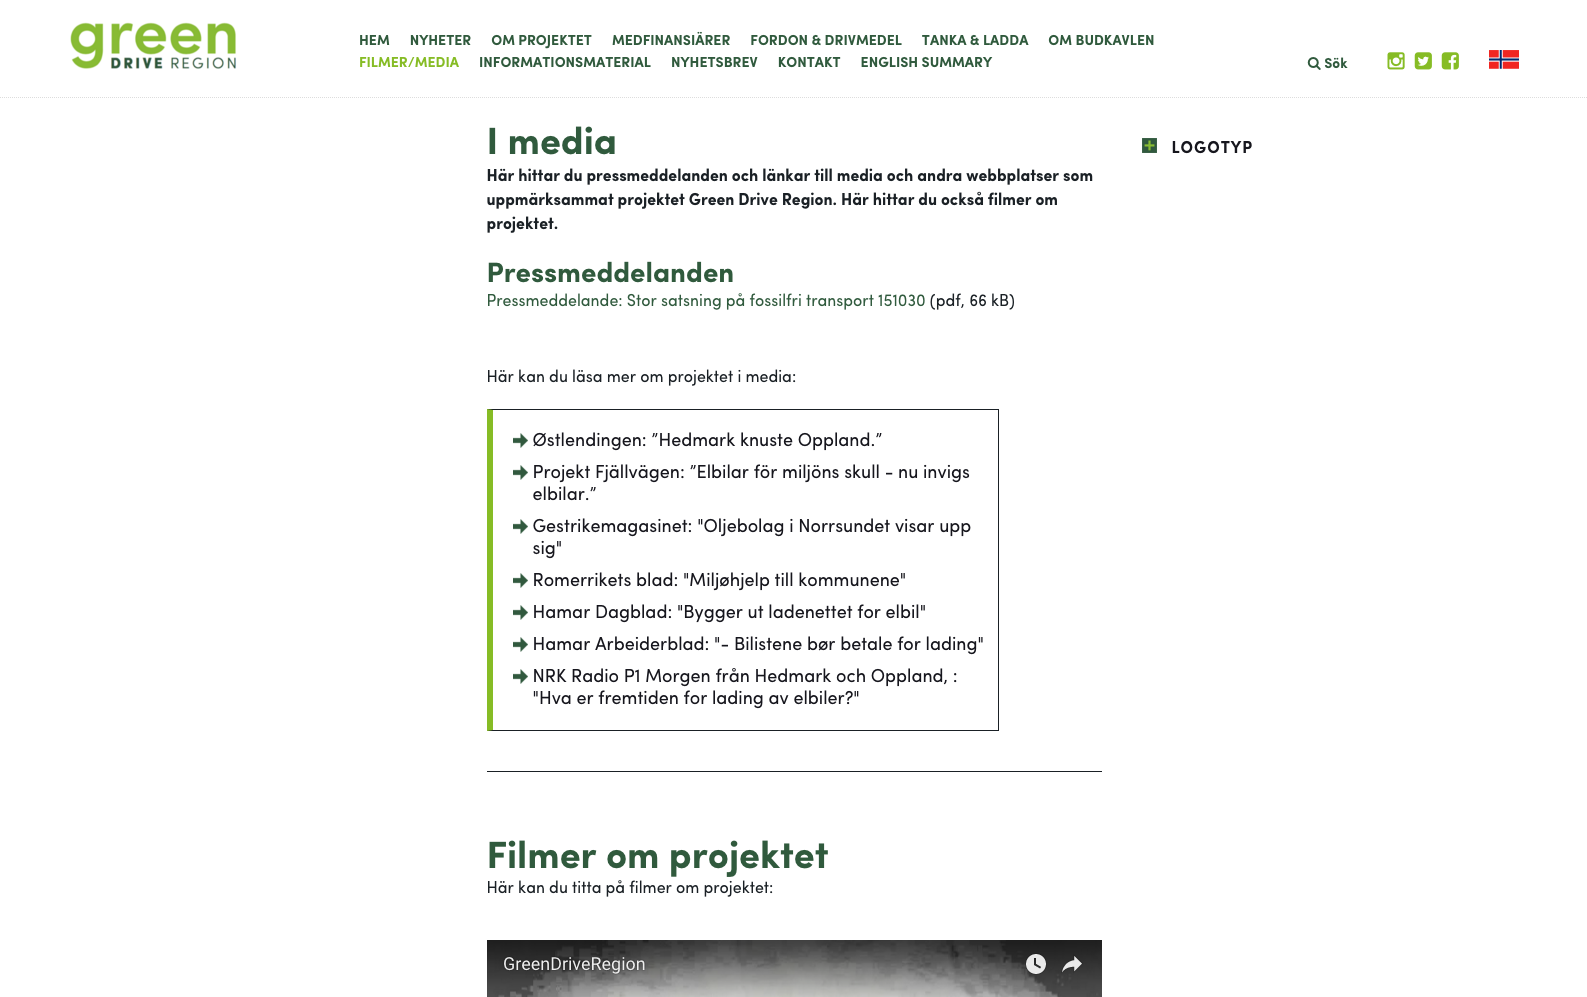 green
DRIVE REGION
HEM NYHETER OM PROJEKTET MEDFINANSIÄRER FORDON & DRIVMEDEL TANKA & LADDA OM BUDKAVLEN
FILMER/MEDIA INFORMATIONSMATERIAL NYHETSBREV KONTAKT ENGLISH SUMMARY
Sök
I media
Här hittar du pressmeddelanden och länkar till media och andra webbplatser som
uppmärksammat projektet Green Drive Region. Här hittar du också filmer om
projektet.
LOGOTYP
Pressmeddelanden
Pressmeddelande: Stor satsning på fossilfri transport 151030 (pdf, 66 kB)
Här kan du läsa mer om projektet i media:
Østlendingen: ”Hedmark knuste Oppland.”
Projekt Fjällvägen: ”Elbilar för miljöns skull - nu invigs
elbilar.”
Gestrikemagasinet: "Oljebolag i Norrsundet visar upp
sig"
Romerrikets blad: "Miljøhjelp till kommunene"
Hamar Dagblad: "Bygger ut ladenettet for elbil"
Hamar Arbeiderblad: "- Bilistene bør betale for lading"
NRK Radio P1 Morgen från Hedmark och Oppland, :
"Hva er fremtiden for lading av elbiler?"
Filmer om projektet
Här kan du titta på filmer om projektet:
GreenDriveRegion